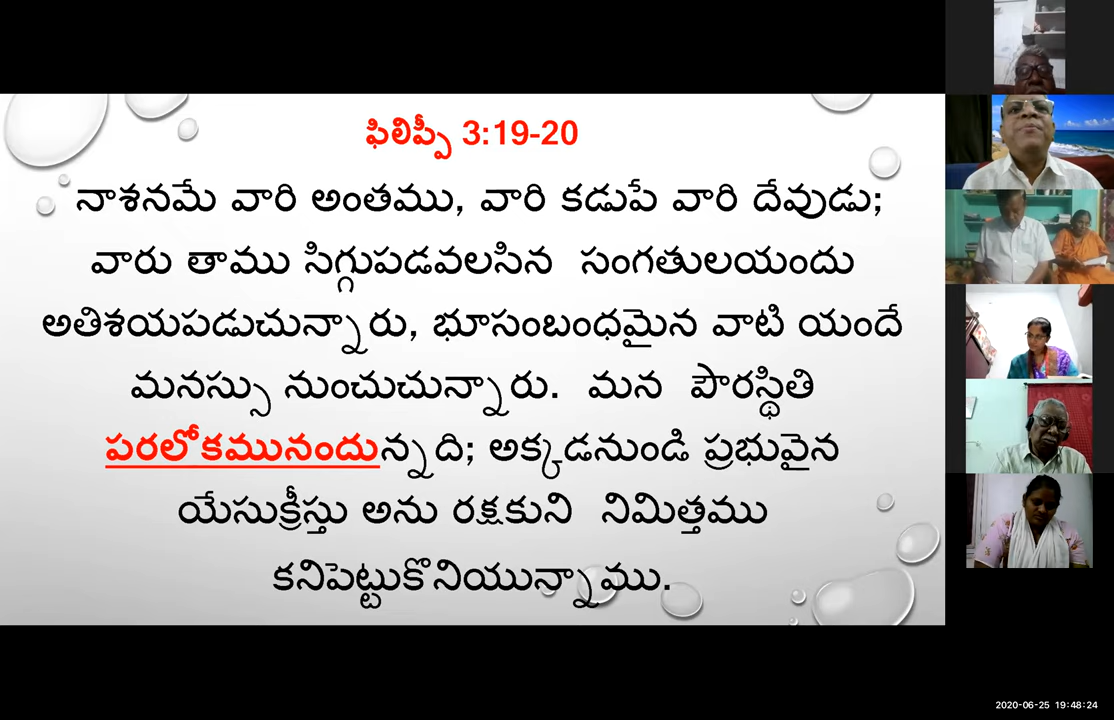 ఫిలిప్పీ 3:19-20
నాశనమే వారి అంతము, వారి కడుపే వారి దేవుడు;
వారు తాము సిగ్గుపడవలసిన సంగతులయందు
అతిశయపడుచున్నారు, భూసంబంధమైన వాటి యందే
మనస్సు నుంచుచున్నారు. మన పౌరస్థితి
పరలోకమునందున్నది; అక్కడనుండి ప్రభువైన
యేసుక్రీస్తు అను రక్షకుని నిమిత్తము
కనిపెట్టుకొనియున్నాము.
2020-06-25 19:48:24